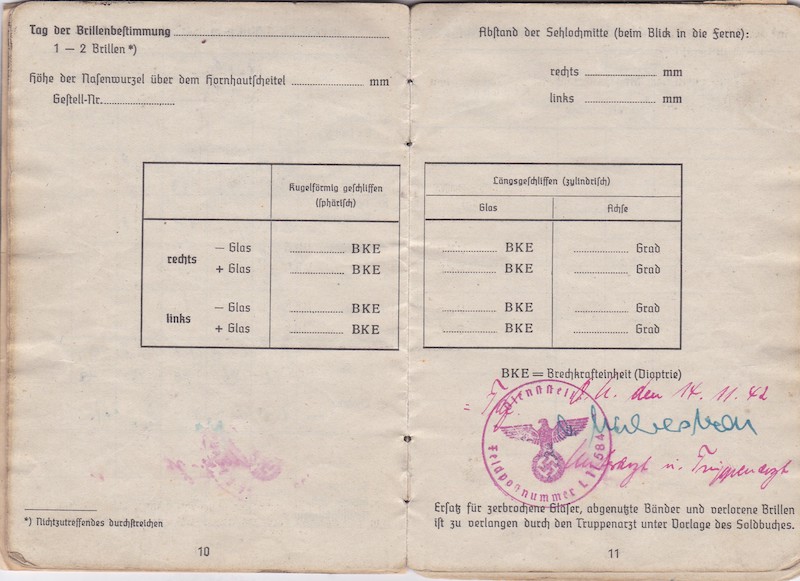 Tag der Brillenbestimmung
1 – 2 Brillen *)
Höhe der Nasenwurzel über dem Hornhautscheitel ........ mm
Gestell-Nr.
Kugelförmig geschliffen
(sphärisch)
rechts
– Glas ........ BKE
+ Glas ........ BKE
links
– Glas ........ BKE
+ Glas ........ BKE
*) Nichtzutreffendes durchstreichen
10
Abstand der Sehlochmitte (beim Blick in die Ferne):
rechts ........ mm
links ........ mm
Längsgeschliffen (zylindrisch)
Glas Achse
........ BKE ........ Grad
........ BKE ........ Grad
........ BKE ........ Grad
........ BKE ........ Grad
BKE = Brechkrafteinheit (Dioptrie)
den 14.11.42
Dienststelle
Feldpostnummer L 11584
u. Truppenarzt
Ersatz für zerbrochene Gläser, abgenutzte Bänder und verlorene Brillen
ist zu verlangen durch den Truppenarzt unter Vorlage des Soldbuches.
11